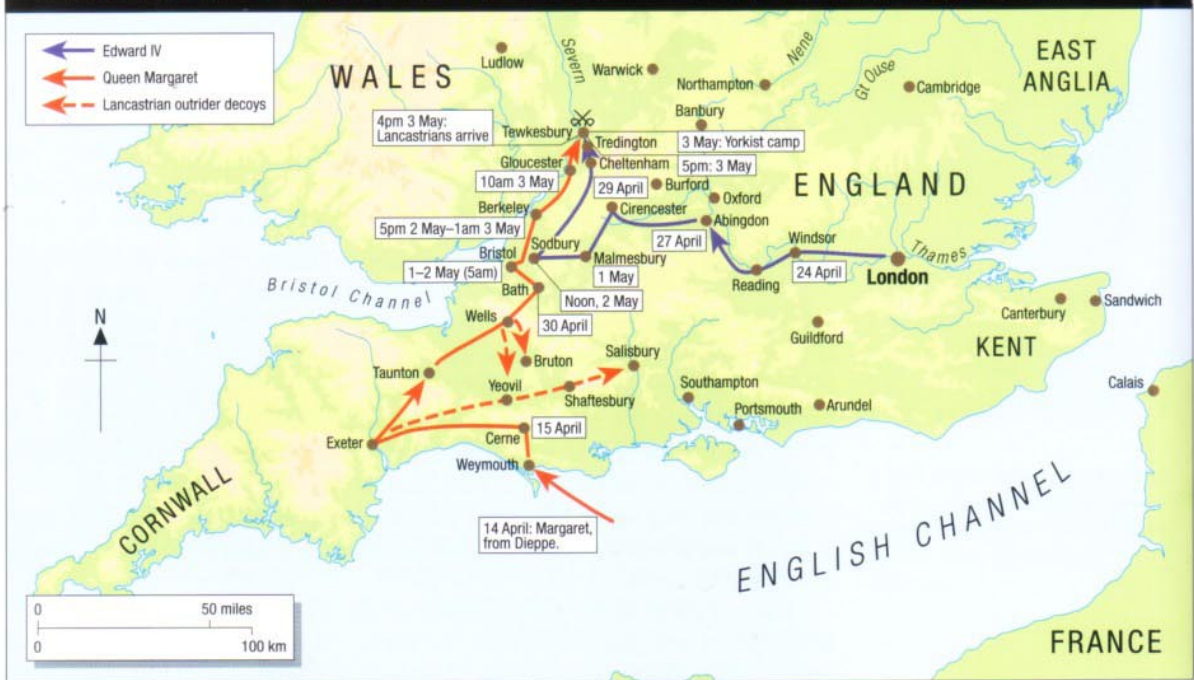 Edward IV
Queen Margaret
Lancastrian outrider decoys
WALES
Ludlow
Severn
Warwick
Northampton
Nene
Gt Ouse
Cambridge
EAST
ANGLIA
Banbury
4pm 3 May:
Lancastrians arrive
Tewkesbury
Tredington
3 May: Yorkist camp
Gloucester
Cheltenham
5pm: 3 May
10am 3 May
29 April
Burford
Oxford
ENGLAND
Berkeley
Cirencester
Abingdon
5pm 2 May–1am 3 May
27 April
Sodbury
Malmesbury
Windsor
Thames
Bristol
1–2 May (5am)
1 May
Reading
24 April
London
Bristol Channel
Bath
Noon, 2 May
Canterbury
Sandwich
N
Wells
30 April
Guildford
KENT
Taunton
Bruton
Salisbury
Yeovil
Shaftesbury
Southampton
Portsmouth
Arundel
Calais
Exeter
Cerne
15 April
Weymouth
CORNWALL
14 April: Margaret,
from Dieppe.
ENGLISH CHANNEL
0 50 miles
0 100 km
FRANCE